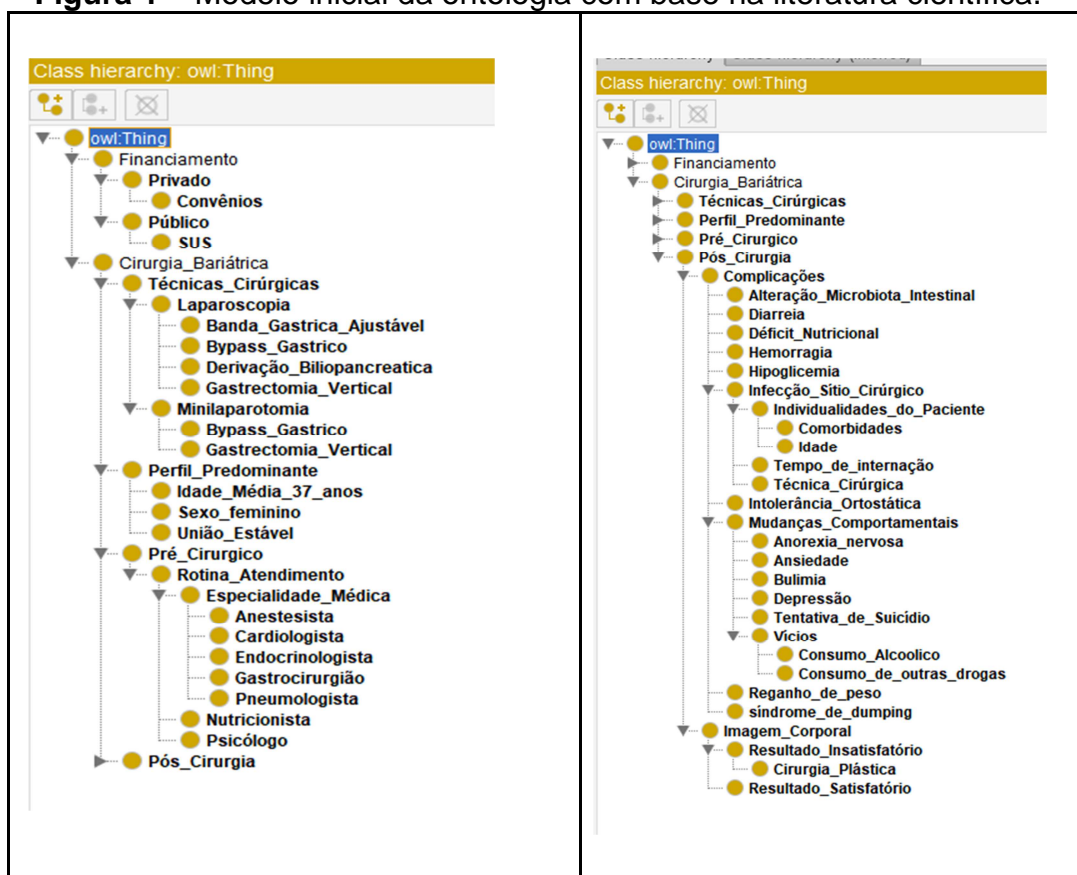 Figura 1 – Modelo inicial da ontologia com base na literatura científica.
Class hierarchy: owl:Thing
owl:Thing
Financiamento
Privado
Convênios
Público
SUS
Cirurgia_Bariátrica
Técnicas_Cirúrgicas
Laparoscopia
Banda_Gastrica_Ajustável
Bypass_Gastrico
Derivação_Biliopancreatica
Gastrectomia_Vertical
Minilaparotomia
Bypass_Gastrico
Gastrectomia_Vertical
Perfil_Predominante
Idade_Média_37_anos
Sexo_feminino
União_Estável
Pré_Cirurgico
Rotina_Atendimento
Especialidade_Médica
Anestesista
Cardiologista
Endocrinologista
Gastrocirurgião
Pneumologista
Nutricionista
Psicólogo
Pós_Cirurgia
Class hierarchy: owl:Thing
owl:Thing
Financiamento
Cirurgia_Bariátrica
Técnicas_Cirúrgicas
Perfil_Predominante
Pré_Cirurgico
Pós_Cirurgia
Complicações
Alteração_Microbiota_Intestinal
Diarreia
Déficit_Nutricional
Hemorragia
Hipoglicemia
Infecção_Sítio_Cirúrgico
Individualidades_do_Paciente
Comorbidades
Idade
Tempo_de_internação
Técnica_Cirúrgica
Intolerância_Ortostática
Mudanças_Comportamentais
Anorexia_nervosa
Ansiedade
Bulimia
Depressão
Tentativa_de_Suicídio
Vícios
Consumo_Alcoolico
Consumo_de_outras_drogas
Reganho_de_peso
síndrome_de_dumping
Imagem_Corporal
Resultado_Insatisfatório
Cirurgia_Plástica
Resultado_Satisfatório